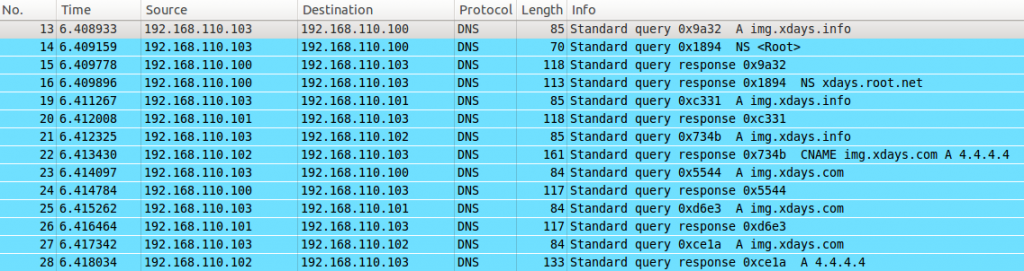 No. Time Source Destination Protocol Length Info
13 6.408933 192.168.110.103 192.168.110.100 DNS 85 Standard query 0x9a32 A img.xdays.info
14 6.409159 192.168.110.103 192.168.110.100 DNS 70 Standard query 0x1894 NS <Root>
15 6.409778 192.168.110.100 192.168.110.103 DNS 118 Standard query response 0x9a32
16 6.409896 192.168.110.100 192.168.110.103 DNS 113 Standard query response 0x1894 NS xdays.root.net
19 6.411267 192.168.110.103 192.168.110.101 DNS 85 Standard query 0xc331 A img.xdays.info
20 6.412008 192.168.110.101 192.168.110.103 DNS 118 Standard query response 0xc331
21 6.412325 192.168.110.103 192.168.110.102 DNS 85 Standard query 0x734b A img.xdays.info
22 6.413430 192.168.110.102 192.168.110.103 DNS 161 Standard query response 0x734b CNAME img.xdays.com A 4.4.4.4
23 6.414097 192.168.110.103 192.168.110.100 DNS 84 Standard query 0x5544 A img.xdays.com
24 6.414784 192.168.110.100 192.168.110.103 DNS 117 Standard query response 0x5544
25 6.415262 192.168.110.103 192.168.110.101 DNS 84 Standard query 0xd6e3 A img.xdays.com
26 6.416464 192.168.110.101 192.168.110.103 DNS 117 Standard query response 0xd6e3
27 6.417342 192.168.110.103 192.168.110.102 DNS 84 Standard query 0xce1a A img.xdays.com
28 6.418034 192.168.110.102 192.168.110.103 DNS 133 Standard query response 0xce1a A 4.4.4.4